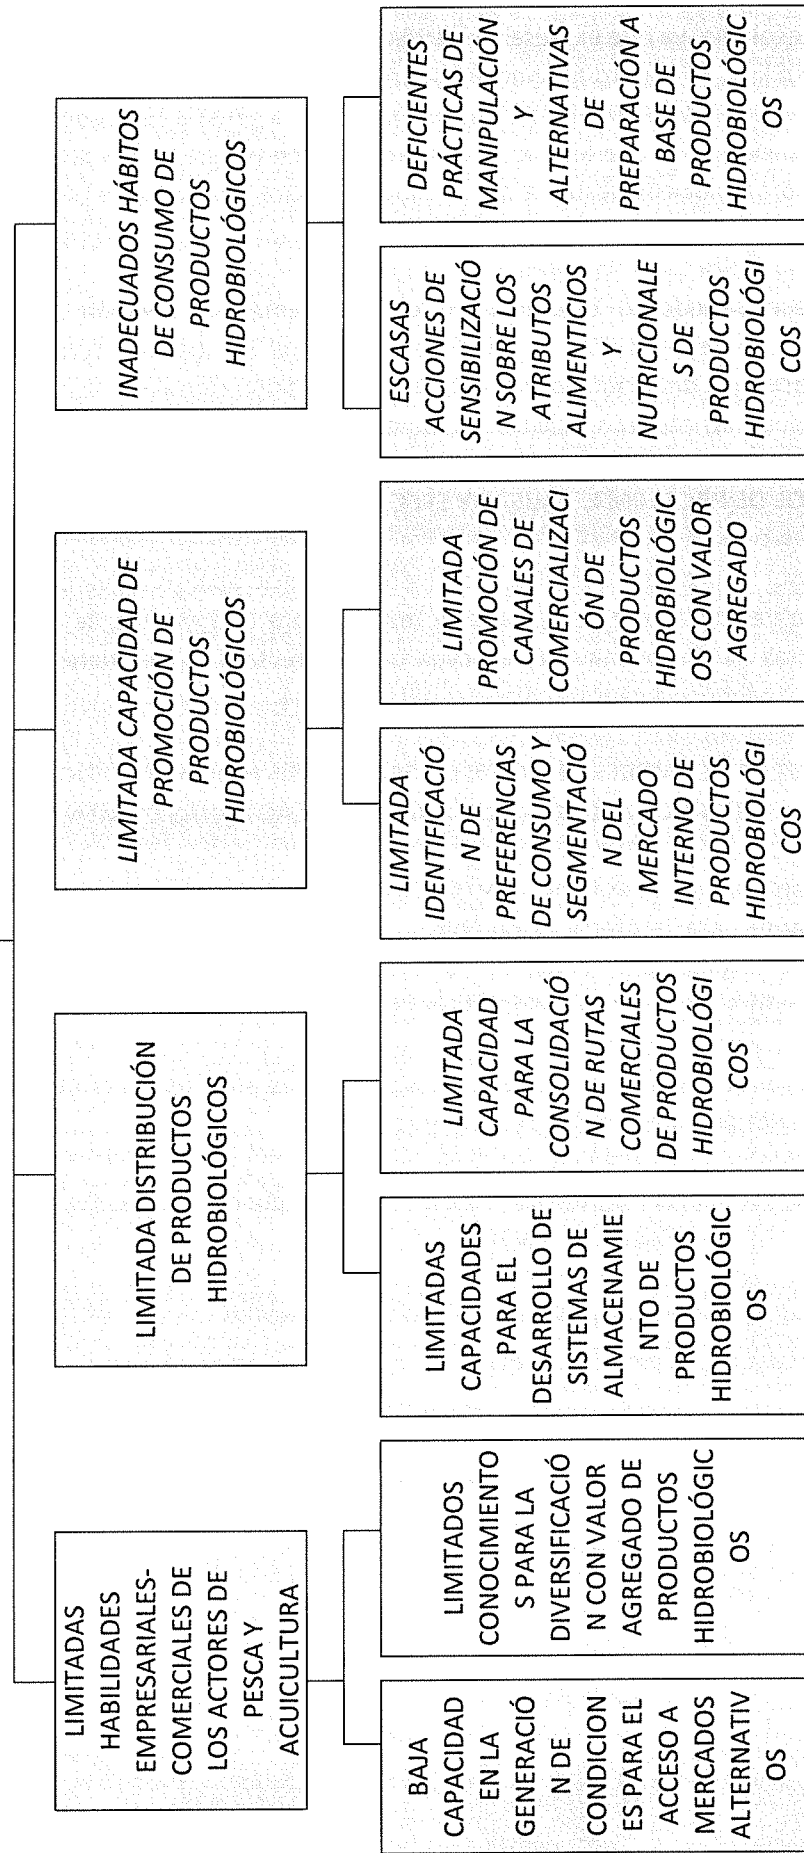 LIMITADAS
HABILIDADES
EMPRESARIALES-
COMERCIALES DE
LOS ACTORES DE
PESCA Y
ACUICULTURA
LIMITADA DISTRIBUCIÓN
DE PRODUCTOS
HIDROBIOLÓGICOS
LIMITADA CAPACIDAD DE
PROMOCIÓN DE
PRODUCTOS
HIDROBIOLÓGICOS
INADECUADOS HÁBITOS
DE CONSUMO DE
PRODUCTOS
HIDROBIOLÓGICOS
BAJA
CAPACIDAD
EN LA
GENERACIÓ
N DE
CONDICION
ES PARA EL
ACCESO A
MERCADOS
ALTERNATIV
OS
LIMITADOS
CONOCIMIENTO
S PARA LA
DIVERSIFICACIÓ
N CON VALOR
AGREGADO DE
PRODUCTOS
HIDROBIOLÓGIC
OS
LIMITADAS
CAPACIDADES
PARA EL
DESARROLLO DE
SISTEMAS DE
ALMACENAMIE
NTO DE
PRODUCTOS
HIDROBIOLÓGIC
OS
LIMITADA
CAPACIDAD
PARA LA
CONSOLIDACIÓ
N DE RUTAS
COMERCIALES
DE PRODUCTOS
HIDROBIOLÓGI
COS
LIMITADA
IDENTIFICACIÓ
N DE
PREFERENCIAS
DE CONSUMO Y
SEGMENTACIÓ
N DEL
MERCADO
INTERNO DE
PRODUCTOS
HIDROBIOLÓGI
COS
LIMITADA
PROMOCIÓN DE
CANALES DE
COMERCIALIZACI
ÓN DE
PRODUCTOS
HIDROBIOLÓGIC
OS CON VALOR
AGREGADO
ESCASAS
ACCIONES DE
SENSIBILIZACIÓ
N SOBRE LOS
ATRIBUTOS
ALIMENTICIOS
Y
NUTRICIONALE
S DE
PRODUCTOS
HIDROBIOLÓGI
COS
DEFICIENTES
PRÁCTICAS DE
MANIPULACIÓN
Y
ALTERNATIVAS
DE
PREPARACIÓN A
BASE DE
PRODUCTOS
HIDROBIOLÓGIC
OS